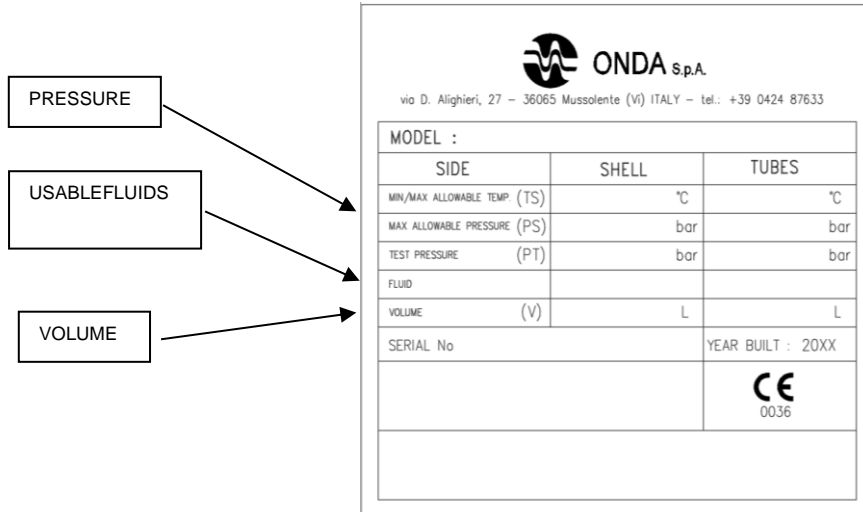 PRESSURE
USABLEFLUIDS
VOLUME
ONDA S.p.A.
via D. Alighieri, 27 – 36065 Mussolente (Vi) ITALY – tel.: +39 0424 87633
MODEL :
SIDE SHELL TUBES
MIN/MAX ALLOWABLE TEMP. (TS) °C °C
MAX ALLOWABLE PRESSURE (PS) bar bar
TEST PRESSURE (PT) bar bar
FLUID
VOLUME (V) L L
SERIAL No YEAR BUILT : 20XX
CE
0036